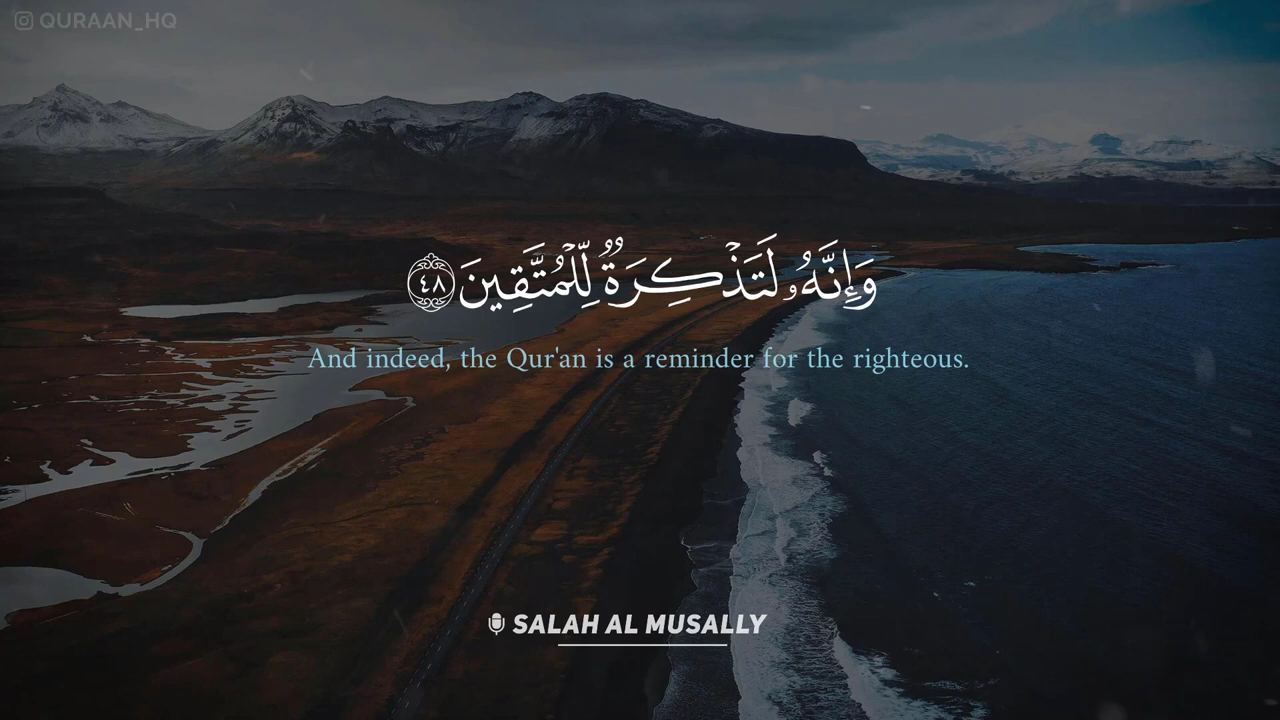 QURAAN_HQ
وَإِنَّهُۥ لَتَذْكِرَةٌ لِّلْمُتَّقِينَ ٤٨
And indeed, the Qur'an is a reminder for the righteous.
SALAH AL MUSALLY